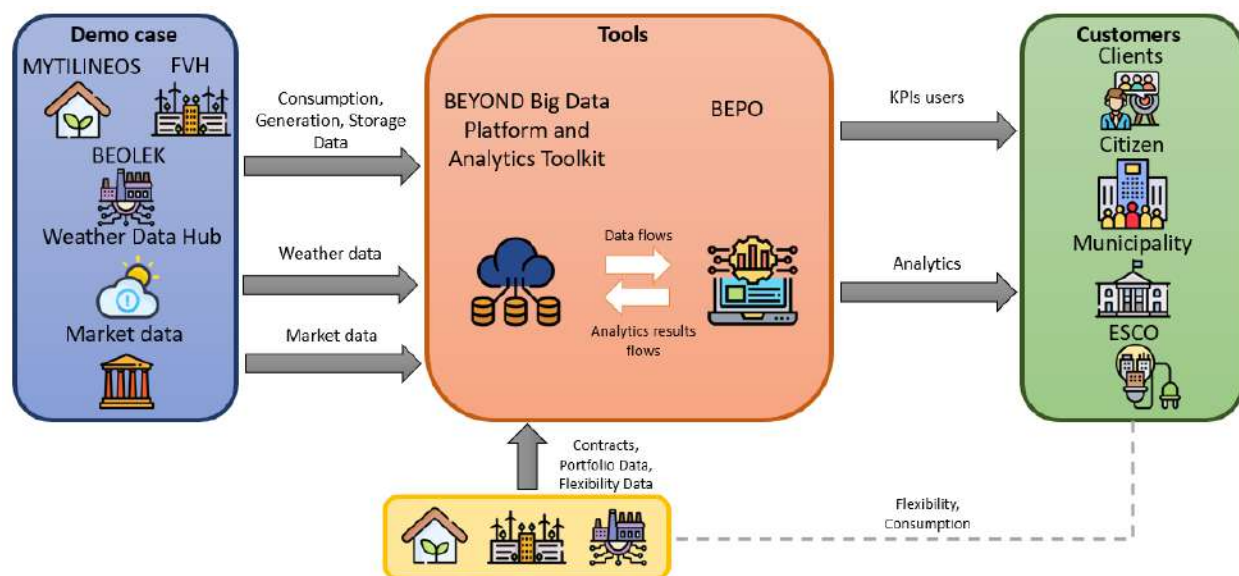 Demo case
MYTILINEOS
FVH
BEOLEK
Weather Data Hub
Market data
Consumption,
Generation, Storage
Data
Weather data
Market data
Tools
BEYOND Big Data
Platform and
Analytics Toolkit
BEPO
Data flows
Analytics results
flows
KPIs users
Analytics
Customers
Clients
Citizen
Municipality
ESCO
Contracts,
Portfolio Data,
Flexibility Data
Flexibility,
Consumption